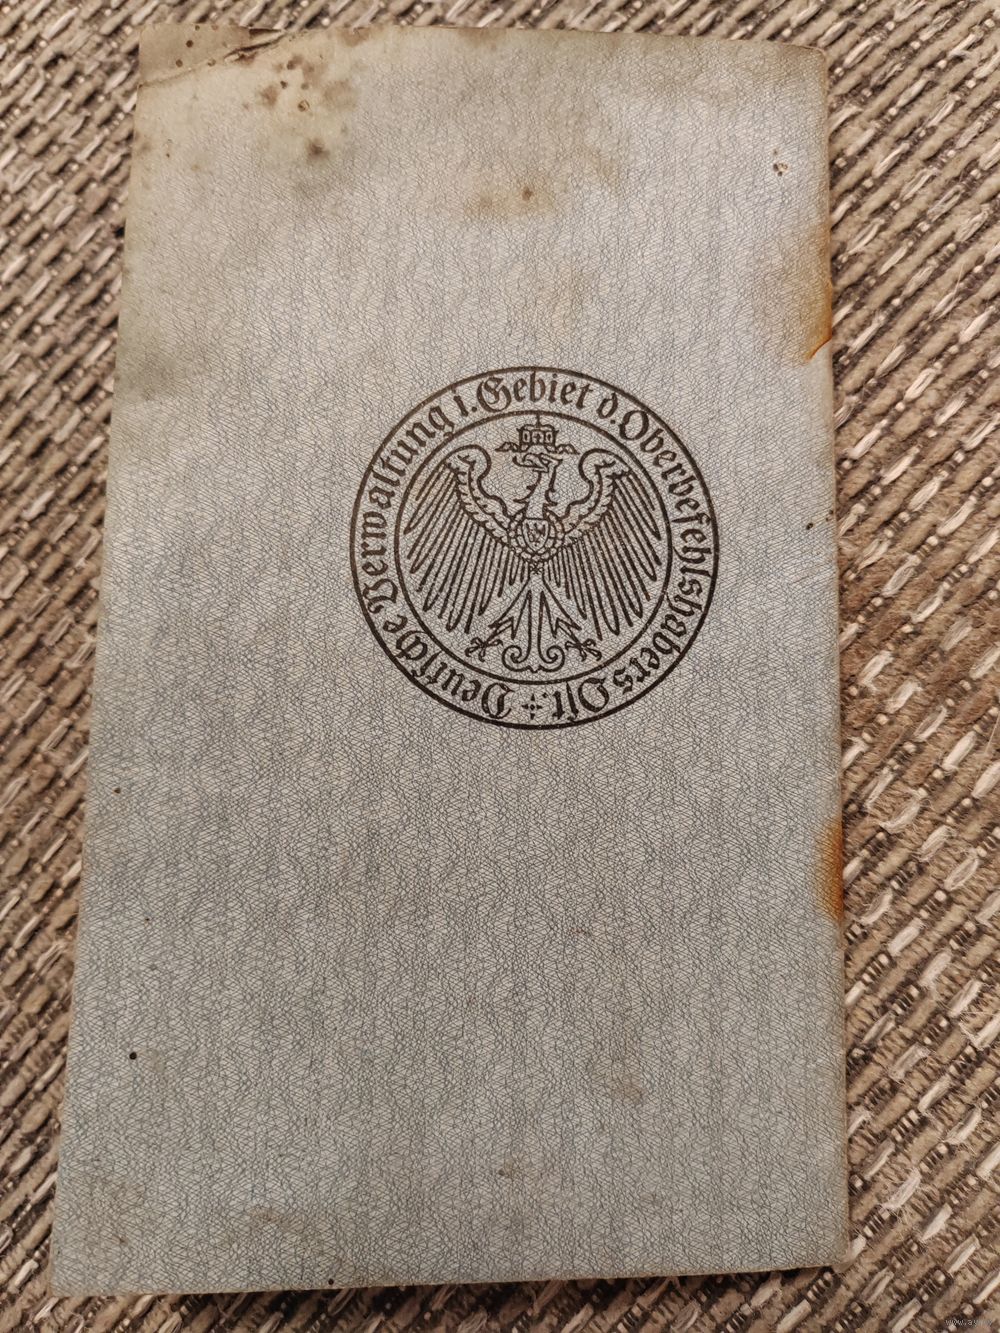 Deutsche Verwaltung i. Gebiet d. Oberbefehlshabers Ost.